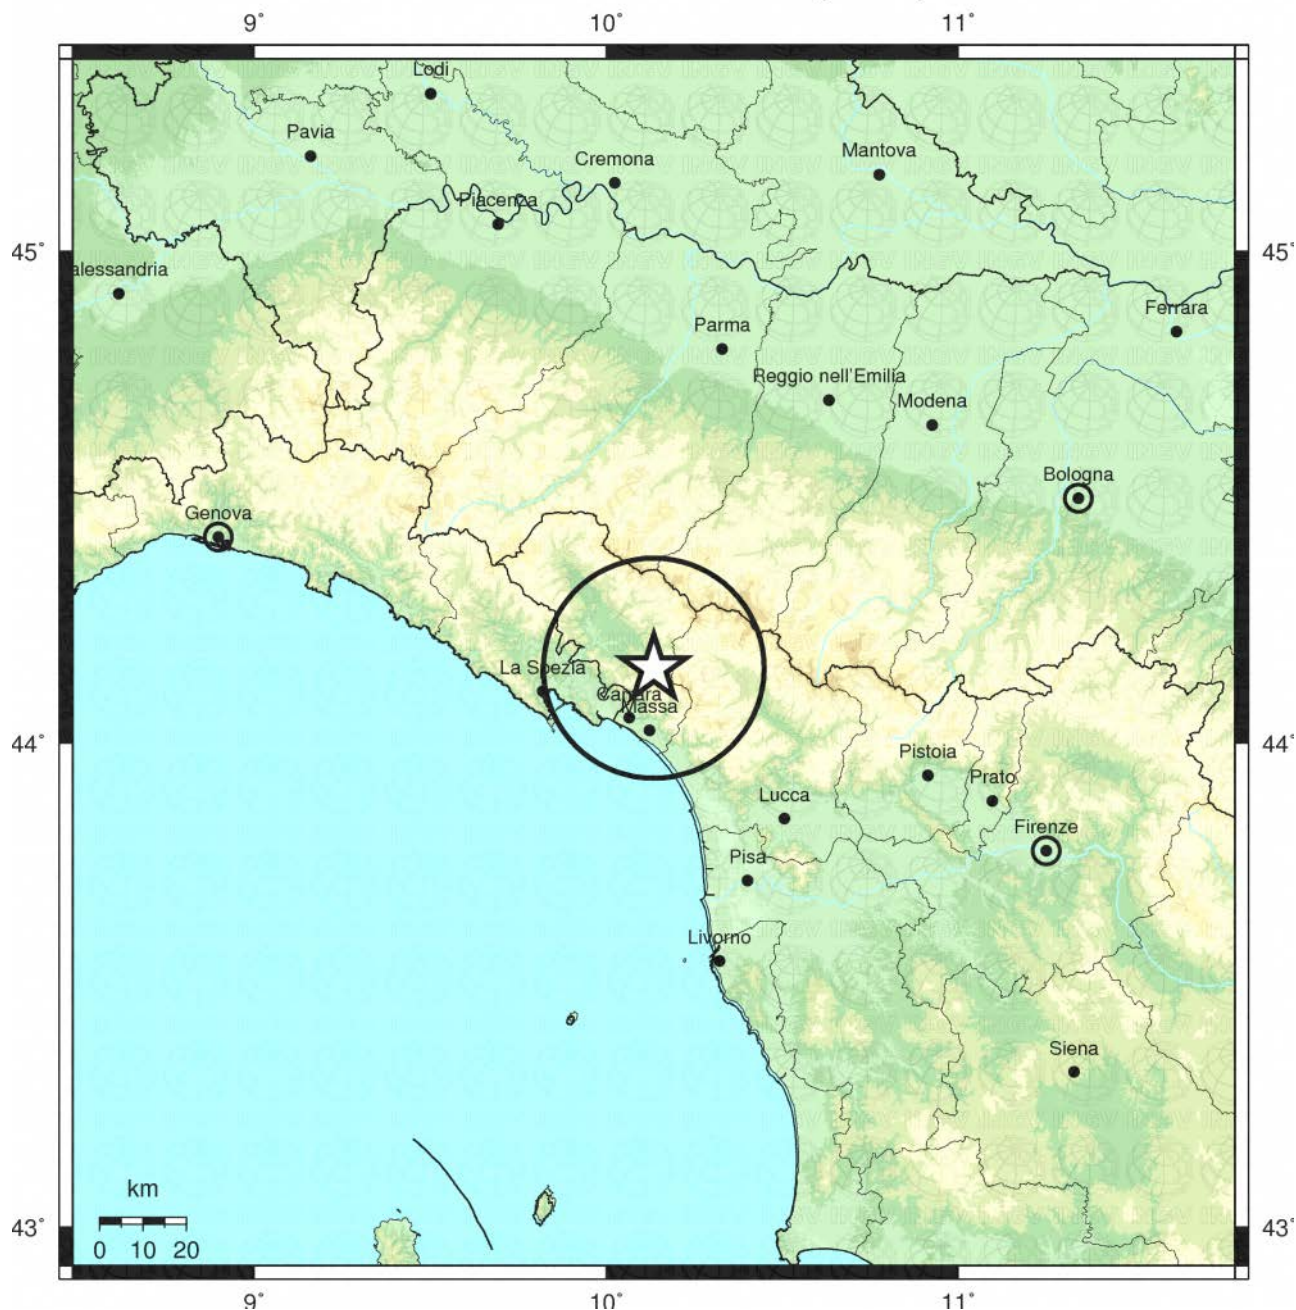 9°
10°
11°
Lodi
Pavia
Cremona
Mantova
Piacenza
45°
45°
alessandria
Ferrara
Parma
Reggio nell'Emilia
Modena
Bologna
Genova
La Spezia
Carrara
Massa
44°
44°
Pistoia
Prato
Lucca
Firenze
Pisa
Livorno
Siena
km
0 10 20
43°
43°
9°
10°
11°